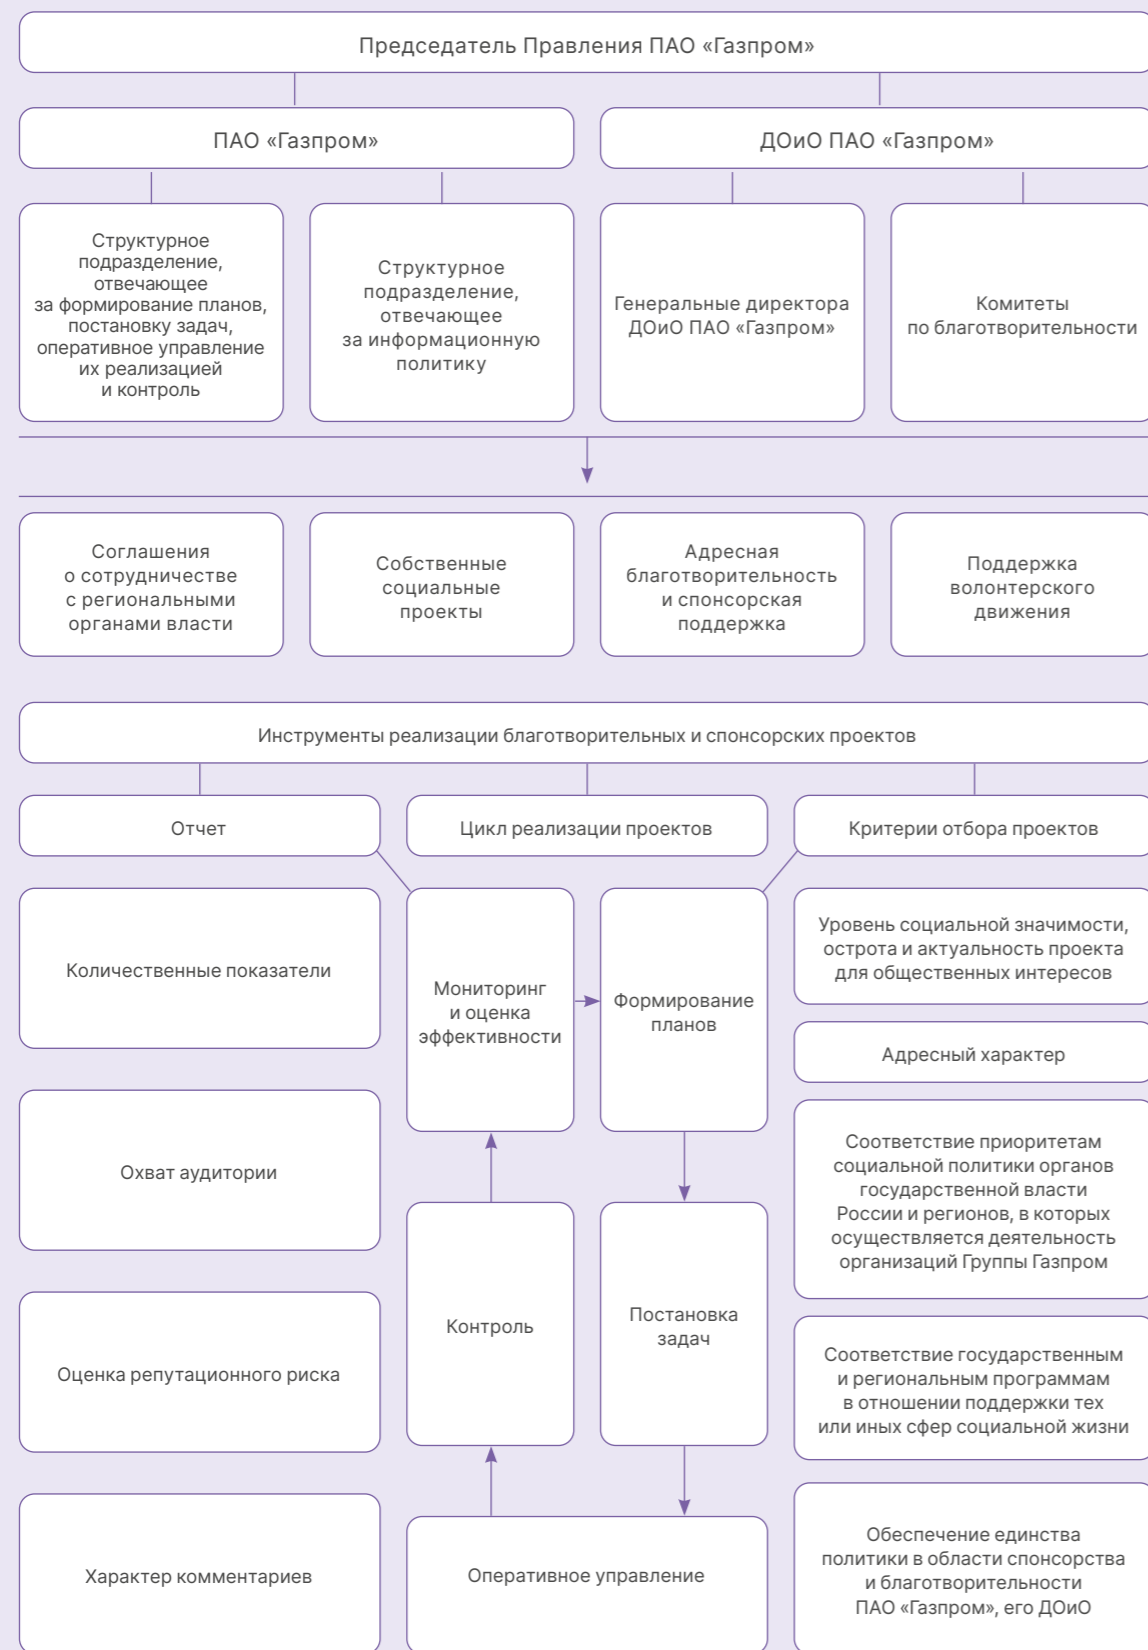 Председатель Правления ПАО «Газпром»
ПАО «Газпром»
ДОиО ПАО «Газпром»
Структурное
подразделение,
отвечающее
за формирование планов,
постановку задач,
оперативное управление
их реализацией
и контроль
Структурное
подразделение,
отвечающее
за информационную
политику
Генеральные директора
ДОиО ПАО «Газпром»
Комитеты
по благотворительности
Соглашения
о сотрудничестве
с региональными
органами власти
Собственные
социальные
проекты
Адресная
благотворительность
и спонсорская
поддержка
Поддержка
волонтерского
движения
Инструменты реализации благотворительных и спонсорских проектов
Отчет
Цикл реализации проектов
Критерии отбора проектов
Количественные показатели
Охват аудитории
Оценка репутационного риска
Характер комментариев
Мониторинг
и оценка
эффективности
Формирование
планов
Контроль
Постановка
задач
Оперативное управление
Уровень социальной значимости,
острота и актуальность проекта
для общественных интересов
Адресный характер
Соответствие приоритетам
социальной политики органов
государственной власти
России и регионов, в которых
осуществляется деятельность
организаций Группы Газпром
Соответствие государственным
и региональным программам
в отношении поддержки тех
или иных сфер социальной жизни
Обеспечение единства
политики в области спонсорства
и благотворительности
ПАО «Газпром», его ДОиО